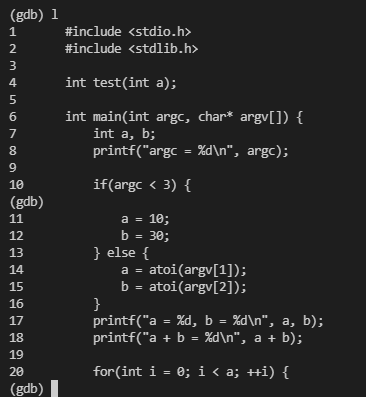 (gdb) l
1       #include <stdio.h>
2       #include <stdlib.h>
3
4       int test(int a);
5
6       int main(int argc, char* argv[]) {
7           int a, b;
8           printf("argc = %d\n", argc);
9
10          if(argc < 3) {
(gdb)
11              a = 10;
12              b = 30;
13          } else {
14              a = atoi(argv[1]);
15              b = atoi(argv[2]);
16          }
17          printf("a = %d, b = %d\n", a, b);
18          printf("a + b = %d\n", a + b);
19
20          for(int i = 0; i < a; ++i) {
(gdb)